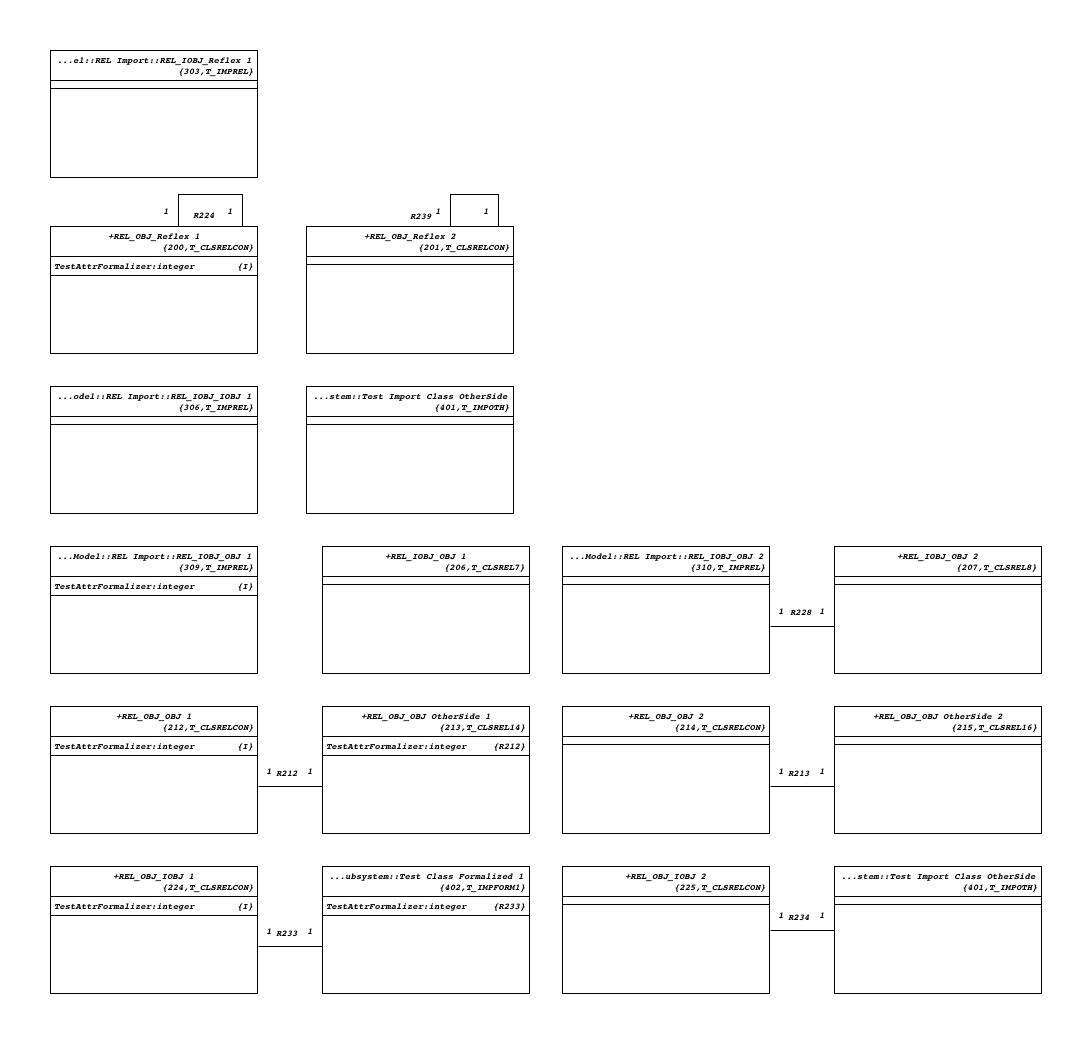 ...el::REL Import::REL_IOBJ_Reflex 1
{303,T_IMPREL}
1 R224 1
R239 1 1
+REL_OBJ_Reflex 1
{200,T_CLSRELCON}
TestAttrFormalizer:integer {I}
+REL_OBJ_Reflex 2
{201,T_CLSRELCON}
...odel::REL Import::REL_IOBJ_IOBJ 1
{306,T_IMPREL}
...stem::Test Import Class OtherSide
{401,T_IMPOTH}
...Model::REL Import::REL_IOBJ_OBJ 1
{309,T_IMPREL}
TestAttrFormalizer:integer {I}
+REL_IOBJ_OBJ 1
{206,T_CLSREL7}
...Model::REL Import::REL_IOBJ_OBJ 2
{310,T_IMPREL}
1 R228 1
+REL_IOBJ_OBJ 2
{207,T_CLSREL8}
+REL_OBJ_OBJ 1
{212,T_CLSRELCON}
TestAttrFormalizer:integer {I}
1 R212 1
+REL_OBJ_OBJ OtherSide 1
{213,T_CLSREL14}
TestAttrFormalizer:integer {R212}
+REL_OBJ_OBJ 2
{214,T_CLSRELCON}
1 R213 1
+REL_OBJ_OBJ OtherSide 2
{215,T_CLSREL16}
+REL_OBJ_IOBJ 1
{224,T_CLSRELCON}
TestAttrFormalizer:integer {I}
1 R233 1
...ubsystem::Test Class Formalized 1
{402,T_IMPFORM1}
TestAttrFormalizer:integer {R233}
+REL_OBJ_IOBJ 2
{225,T_CLSRELCON}
1 R234 1
...stem::Test Import Class OtherSide
{401,T_IMPOTH}